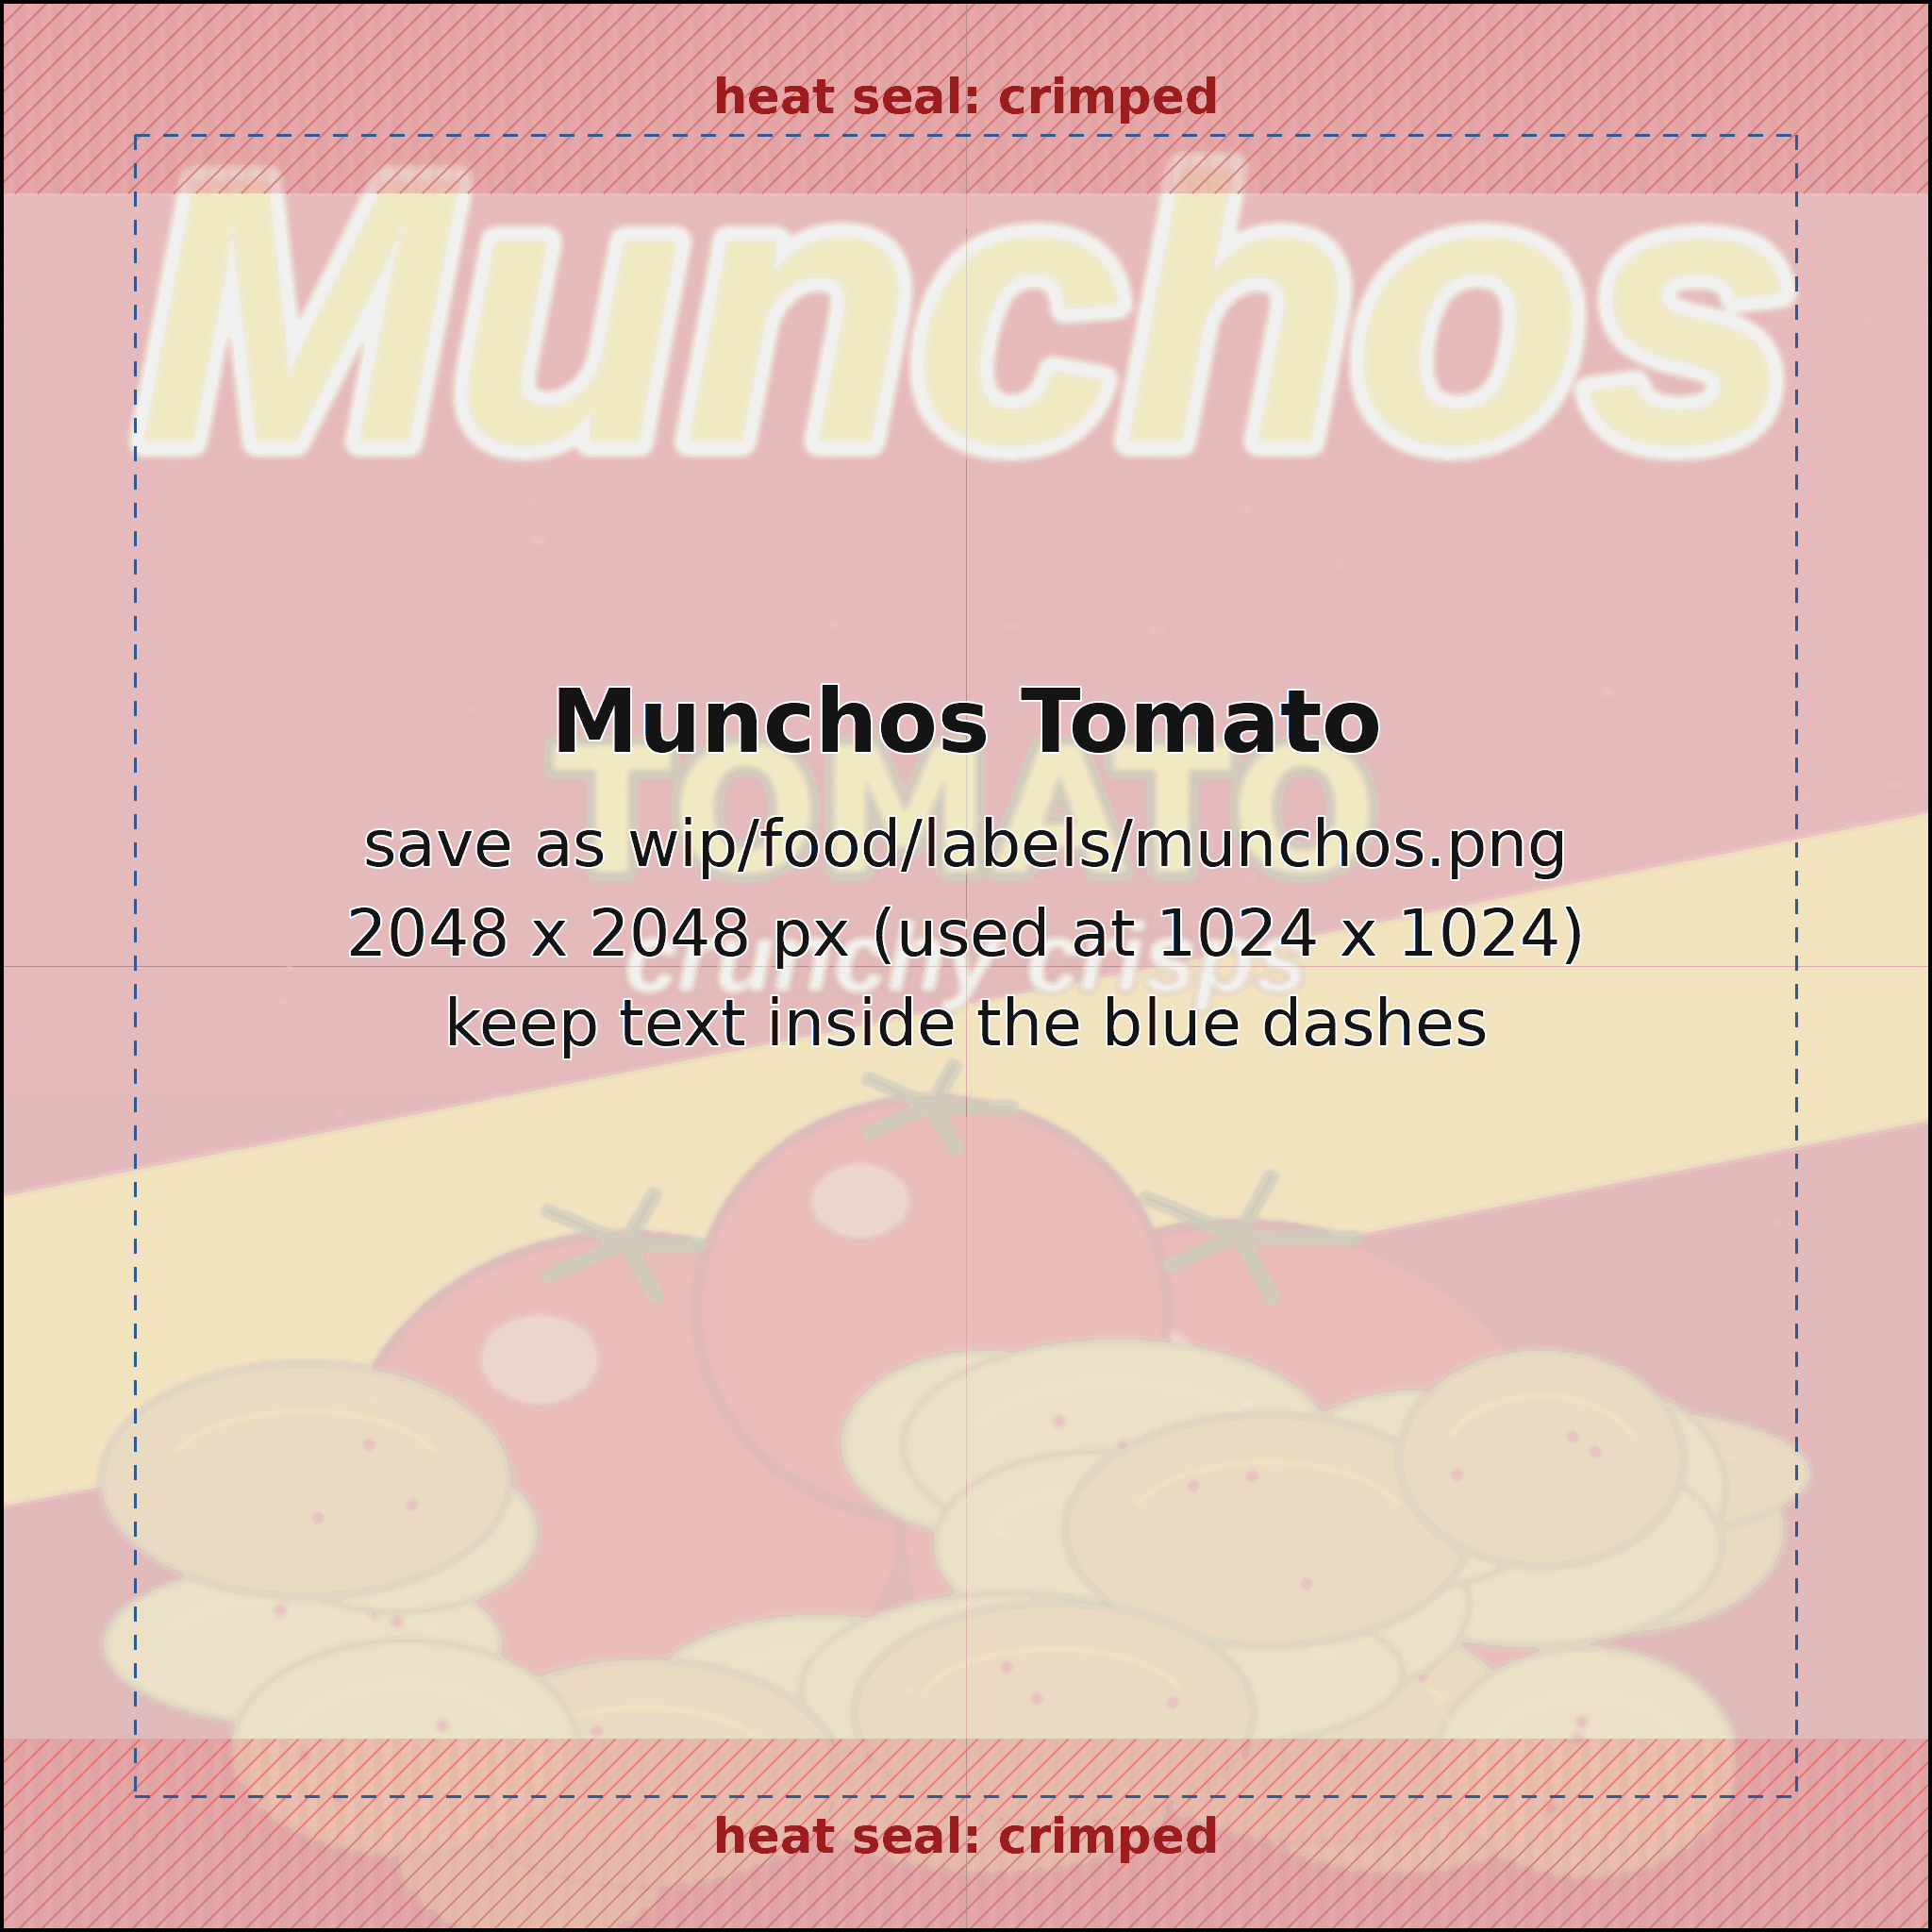 heat seal: crimped
Munchos
Munchos Tomato
TOMATO
save as wip/food/labels/munchos.png
2048 x 2048 px (used at 1024 x 1024)
crunchy crisps
keep text inside the blue dashes
heat seal: crimped